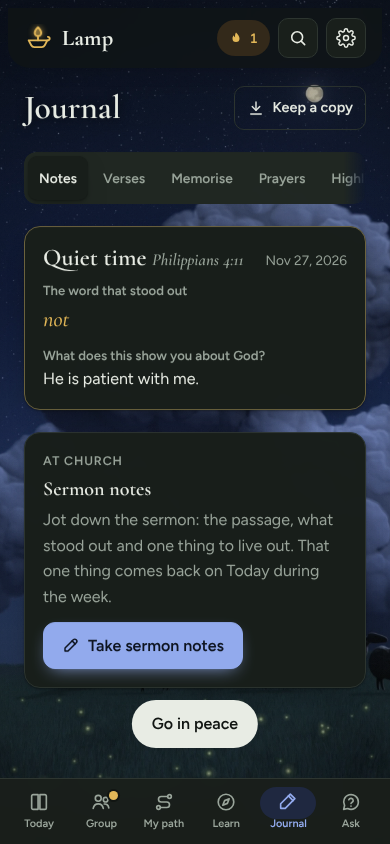 Lamp
1
Journal
Keep a copy
Notes
Verses
Memorise
Prayers
High
Quiet time Philippians 4:11
Nov 27, 2026
The word that stood out
not
What does this show you about God?
He is patient with me.
AT CHURCH
Sermon notes
Jot down the sermon: the passage, what
stood out and one thing to live out. That
one thing comes back on Today during
the week.
Take sermon notes
Go in peace
Today
Group
My path
Learn
Journal
Ask